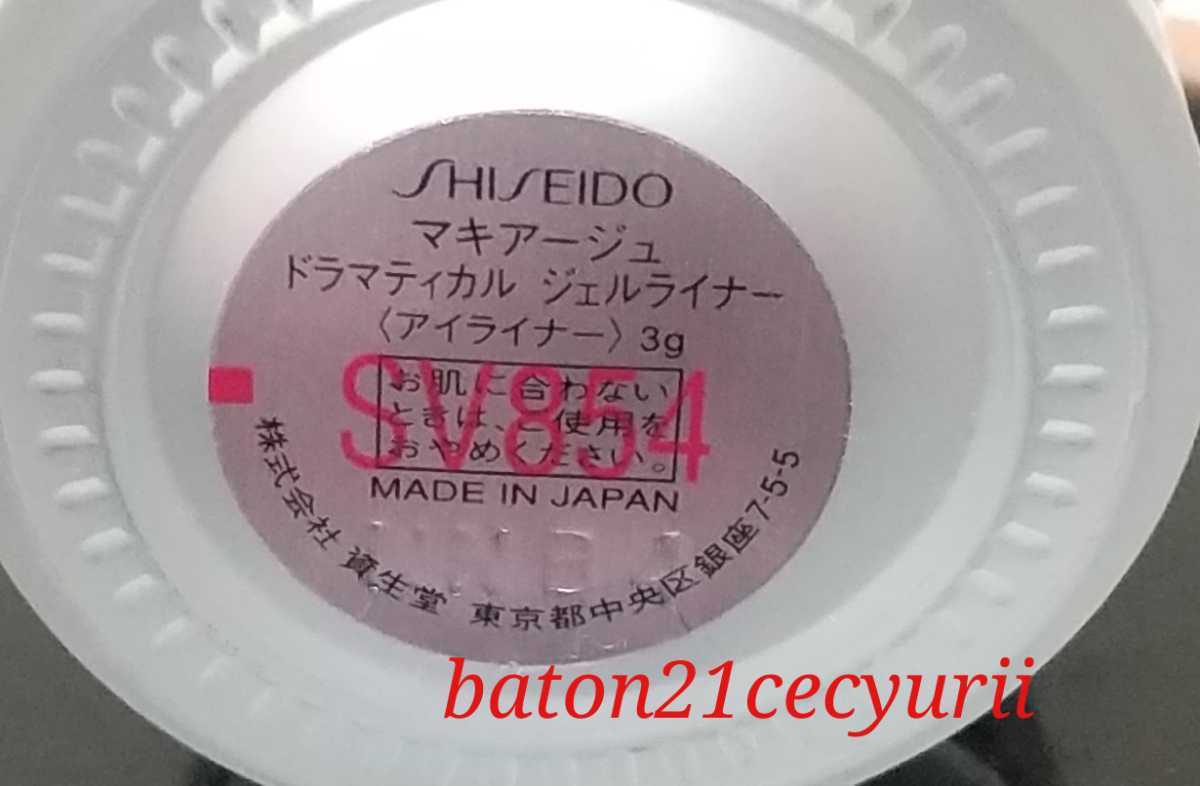 SHISEIDO
マキアージュ
ドラマティカル ジェルライナー
〈アイライナー〉3g
SV854
お肌に合わない
ときは、ご使用を
おやめください。
MADE IN JAPAN
株式会社 資生堂 東京都中央区銀座7-5-5
baton21cecyurii